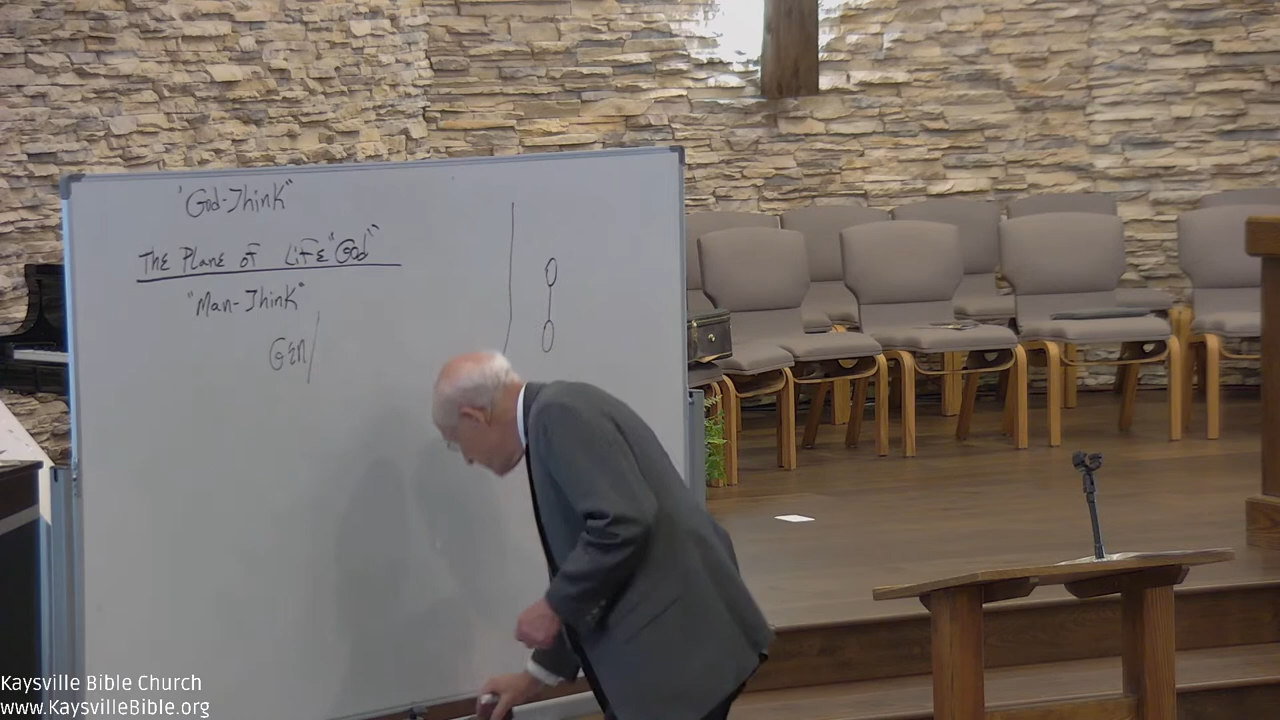 "God-Think"
The Plane of Life "God"
"Man-Think"
Gen
Kaysville Bible Church
www.KaysvilleBible.org